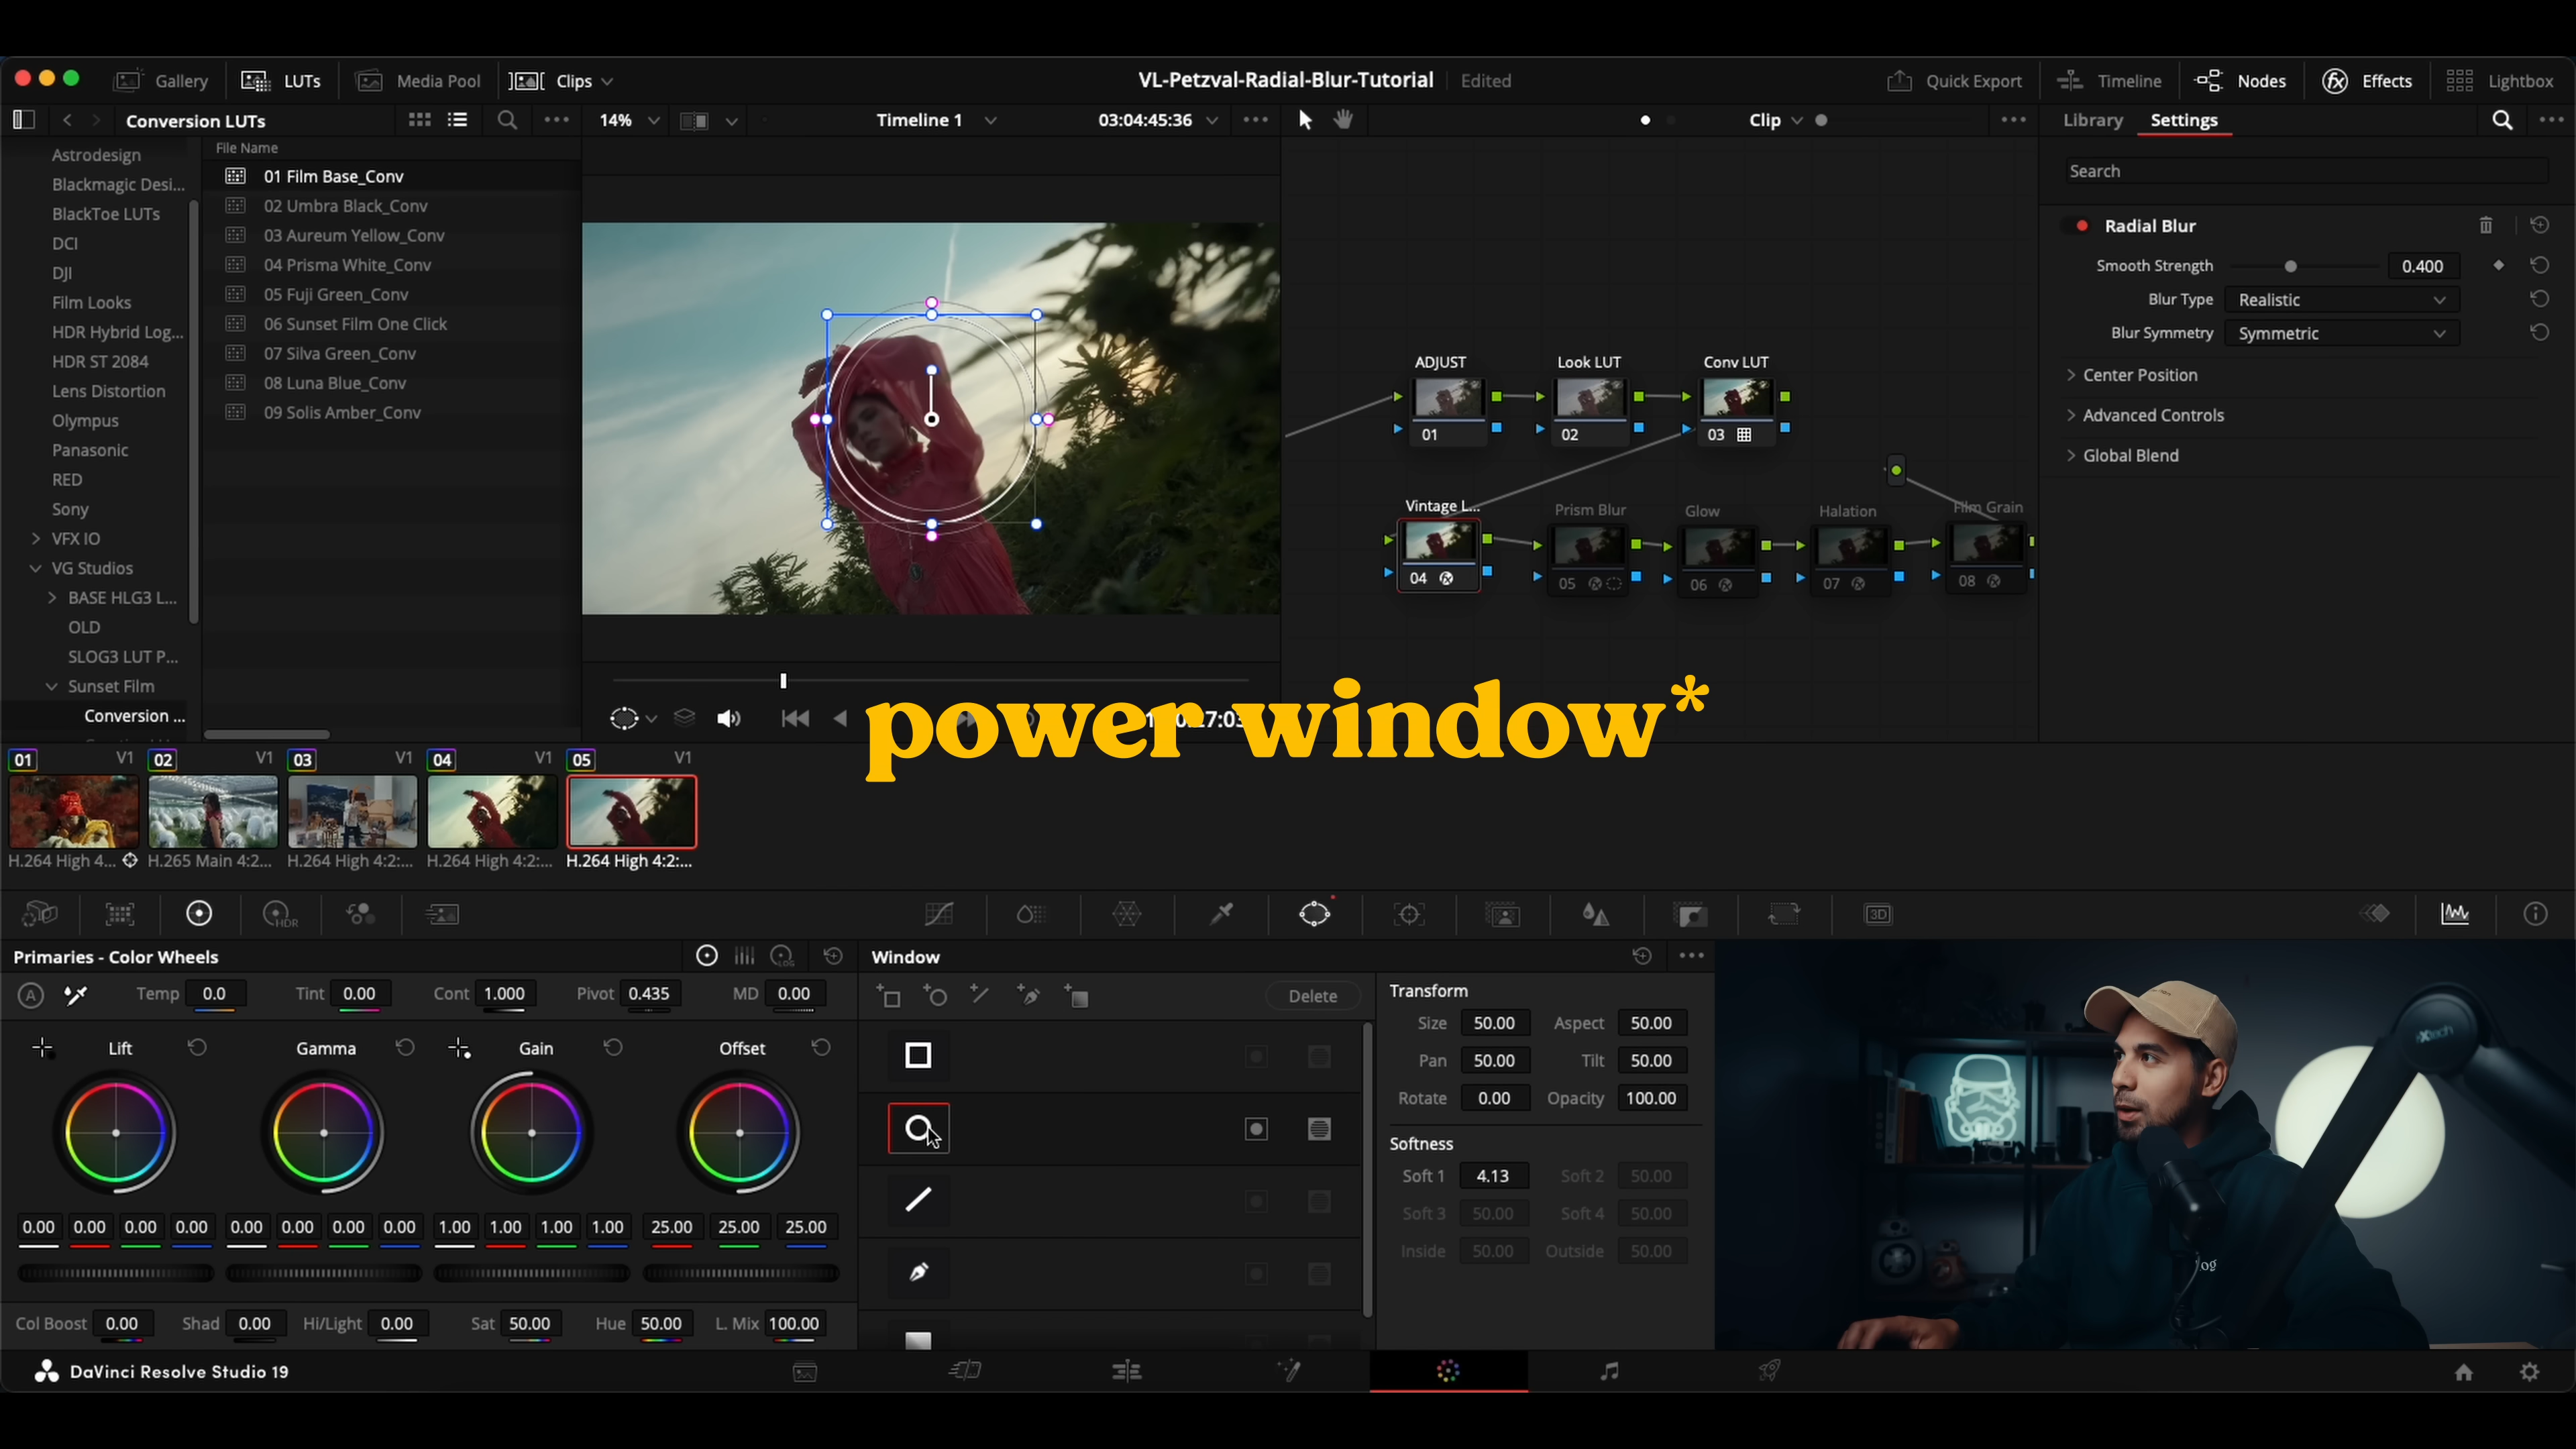 Gallery LUTs Media Pool Clips VL-Petzval-Radial-Blur-Tutorial Edited Quick Export Timeline Nodes Effects Lightbox
Conversion LUTs 14% Timeline 1 03:04:45:36 Clip Library Settings
File Name
Search
Astrodesign
Blackmagic Desi...
BlackToe LUTs
DCI
DJI
Film Looks
HDR Hybrid Log...
HDR ST 2084
Lens Distortion
Olympus
Panasonic
RED
Sony
VFX IO
VG Studios
BASE HLG3 L...
OLD
SLOG3 LUT P...
Sunset Film
Conversion ...
01 Film Base_Conv
02 Umbra Black_Conv
03 Aureum Yellow_Conv
04 Prisma White_Conv
05 Fuji Green_Conv
06 Sunset Film One Click
07 Silva Green_Conv
08 Luna Blue_Conv
09 Solis Amber_Conv
ADJUST Look LUT Conv LUT
01 02 03
Vintage L... Prism Blur Glow Halation Film Grain
04 05 06 07 08
Radial Blur
Smooth Strength 0.400
Blur Type Realistic
Blur Symmetry Symmetric
Center Position
Advanced Controls
Global Blend
power window*
01 V1 02 V1 03 V1 04 V1 05 V1
H.264 High 4... H.265 Main 4:2... H.264 High 4:2:... H.264 High 4:2:... H.264 High 4:2:...
HDR 3D
Primaries - Color Wheels LOG
A Temp 0.0 Tint 0.00 Cont 1.000 Pivot 0.435 MD 0.00
Lift Gamma Gain Offset
0.00 0.00 0.00 0.00 0.00 0.00 0.00 0.00 1.00 1.00 1.00 1.00 25.00 25.00 25.00
Col Boost 0.00 Shad 0.00 Hi/Light 0.00 Sat 50.00 Hue 50.00 L. Mix 100.00
Window
Delete
Transform
Size 50.00 Aspect 50.00
Pan 50.00 Tilt 50.00
Rotate 0.00 Opacity 100.00
Softness
Soft 1 4.13 Soft 2 50.00
Soft 3 50.00 Soft 4 50.00
Inside 50.00 Outside 50.00
DaVinci Resolve Studio 19